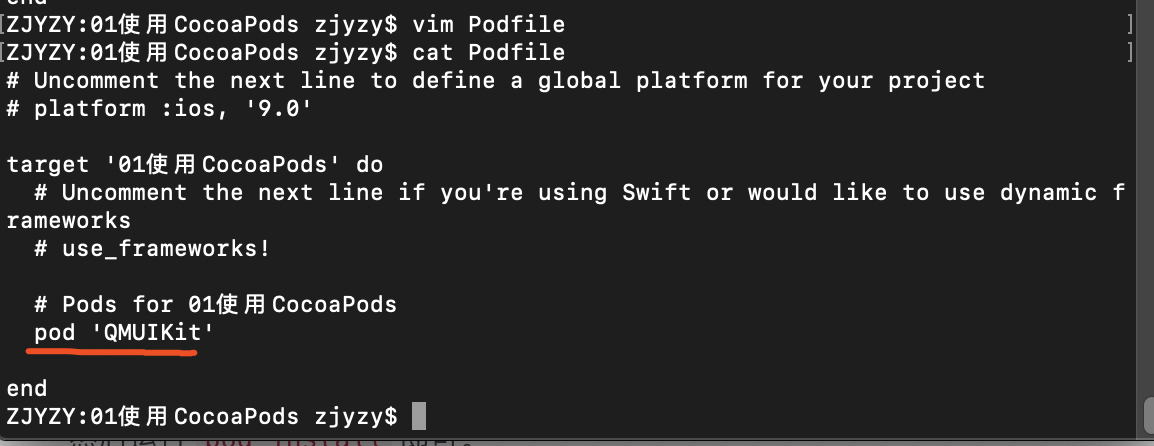 end
[ZJYZY:01使用CocoaPods zjyzy$ vim Podfile ]
[ZJYZY:01使用CocoaPods zjyzy$ cat Podfile ]
# Uncomment the next line to define a global platform for your project
# platform :ios, '9.0'
target '01使用CocoaPods' do
# Uncomment the next line if you're using Swift or would like to use dynamic f
rameworks
# use_frameworks!
# Pods for 01使用CocoaPods
pod 'QMUIKit'
end
ZJYZY:01使用CocoaPods zjyzy$